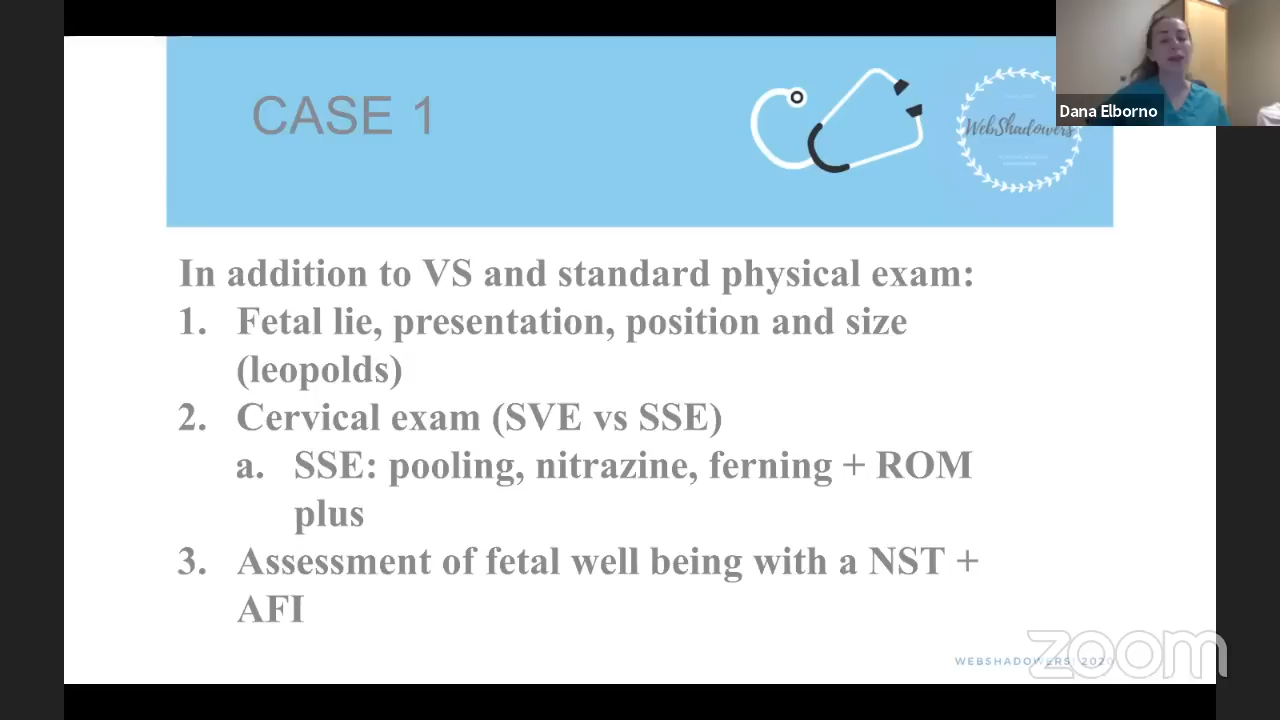 CASE 1
WebShadowers
Dana Elborno
In addition to VS and standard physical exam:
1. Fetal lie, presentation, position and size
(leopolds)
2. Cervical exam (SVE vs SSE)
a. SSE: pooling, nitrazine, ferning + ROM
plus
3. Assessment of fetal well being with a NST +
AFI
WEBSHADOWERS 2020
zoom